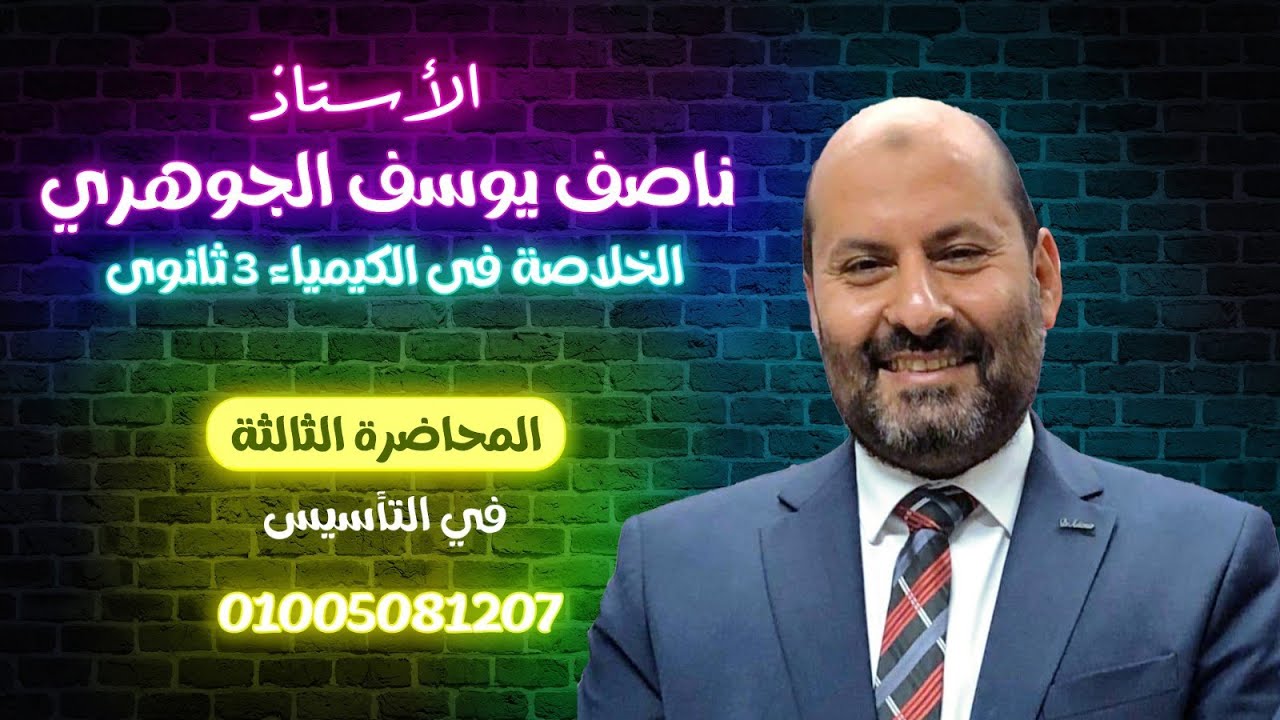 الأستاذ
ناصف يوسف الجوهري
الخلاصة فى الكيمياء 3 ثانوى
المحاضرة الثالثة
في التأسيس
01005081207